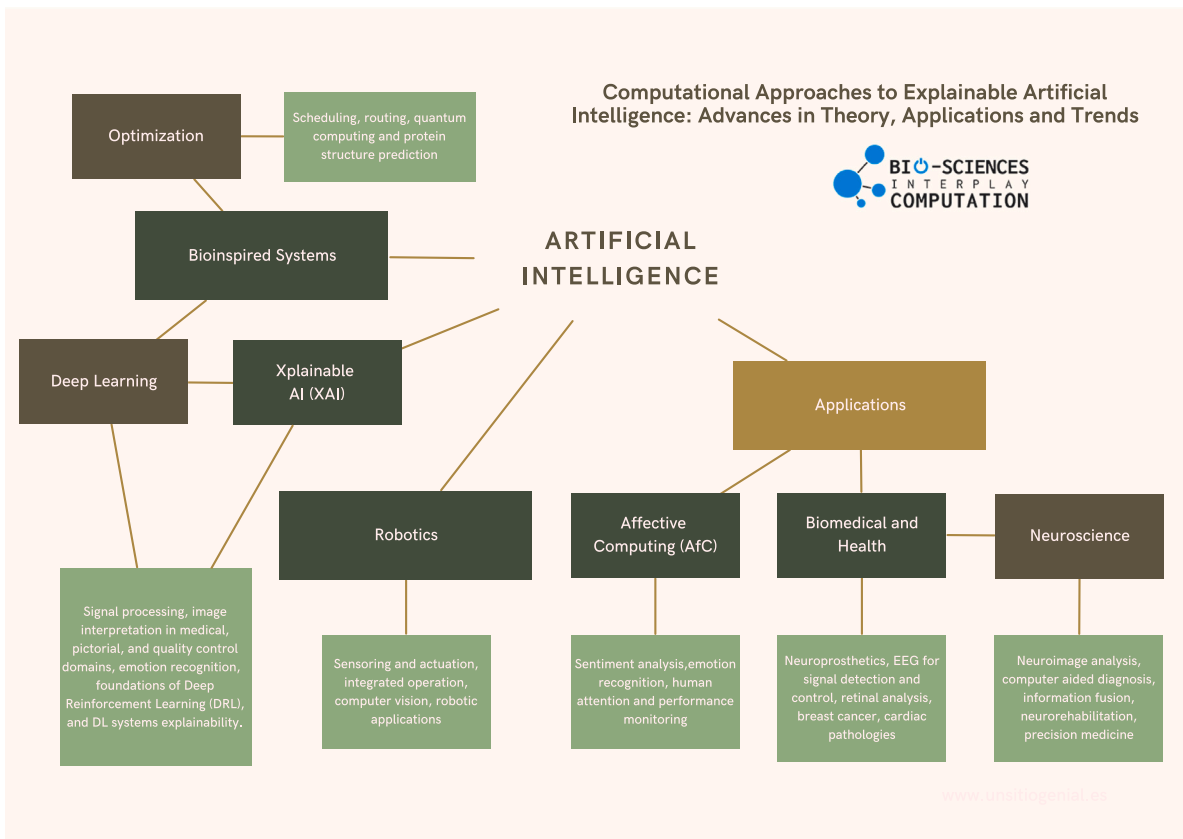 Computational Approaches to Explainable Artificial
Intelligence: Advances in Theory, Applications and Trends
BIO-SCIENCES
INTERPLAY
COMPUTATION
ARTIFICIAL
INTELLIGENCE
Optimization
Scheduling, routing, quantum
computing and protein
structure prediction
Bioinspired Systems
Deep Learning
Xplainable
AI (XAI)
Applications
Robotics
Affective
Computing (AfC)
Biomedical and
Health
Neuroscience
Signal processing, image
interpretation in medical,
pictorial, and quality control
domains, emotion recognition,
foundations of Deep
Reinforcement Learning (DRL),
and DL systems explainability.
Sensoring and actuation,
integrated operation,
computer vision, robotic
applications
Sentiment analysis,emotion
recognition, human
attention and performance
monitoring
Neuroprosthetics, EEG for
signal detection and
control, retinal analysis,
breast cancer, cardiac
pathologies
Neuroimage analysis,
computer aided diagnosis,
information fusion,
neurorehabilitation,
precision medicine
www.unsitiogenial.es